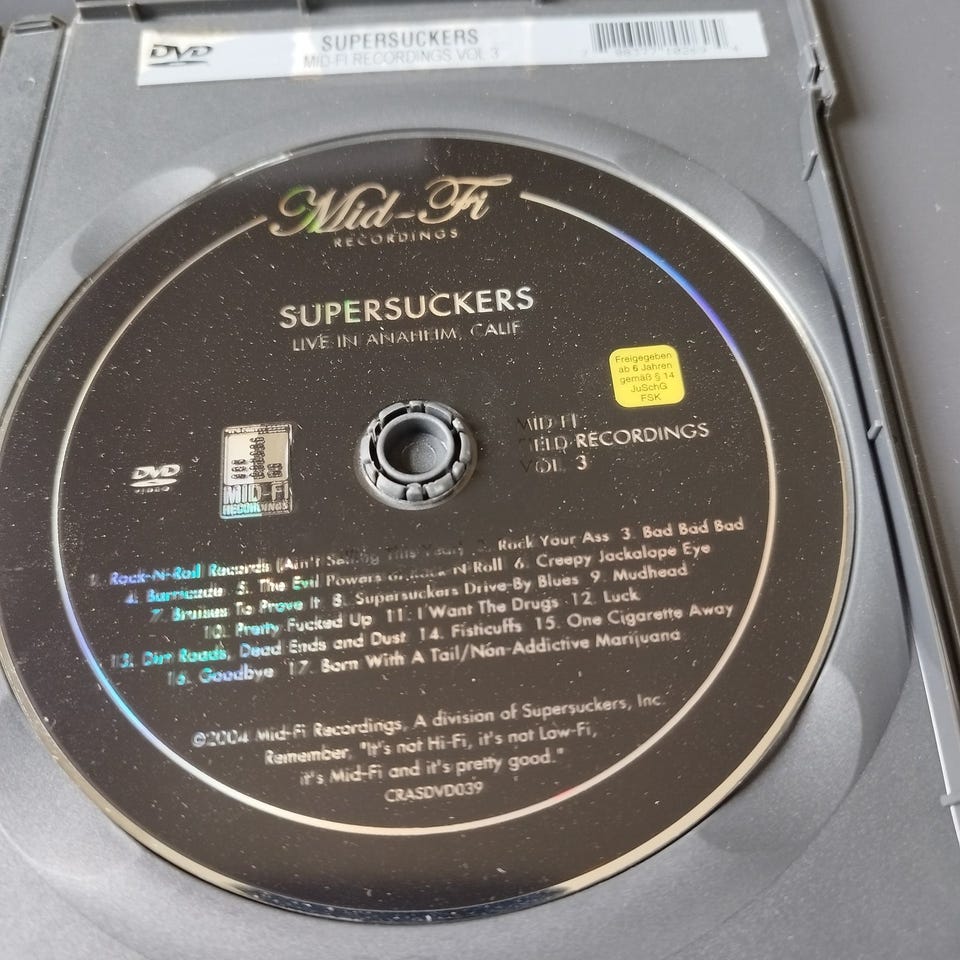 DVD
SUPERSUCKERS
MID-FI RECORDINGS VOL 3
Mid-Fi
RECORDINGS
SUPERSUCKERS
LIVE IN ANAHEIM, CALIF
Freigegeben
ab 6 Jahren
gemäß § 14
JuSchG
FSK
MID-FI
FIELD RECORDINGS
VOL. 3
DVD
VIDEO
MID-FI
RECORDINGS
1. Rock-N-Roll Records (Ain't Selling This Year) 2. Rock Your Ass 3. Bad Bad Bad
4. Barricade 5. The Evil Powers of Rock-N-Roll 6. Creepy Jackalope Eye
7. Bruises To Prove It 8. Supersuckers Drive-By Blues 9. Mudhead
10. Pretty Fucked Up 11. I Want The Drugs 12. Luck
13. Dirt Roads, Dead Ends and Dust 14. Fisticuffs 15. One Cigarette Away
16. Goodbye 17. Born With A Tail/Non-Addictive Marijuana
©2004 Mid-Fi Recordings, A division of Supersuckers, Inc.
Remember, "It's not Hi-Fi, it's not Low-Fi,
it's Mid-Fi and it's pretty good."
CRASDVD039